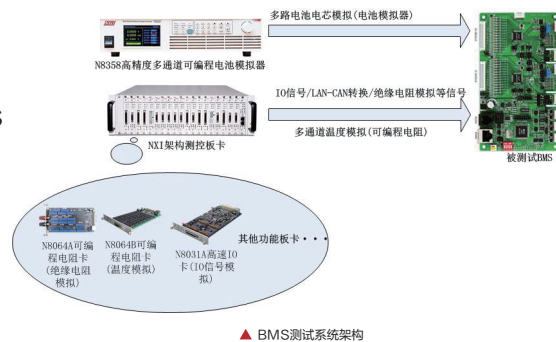 多路电池电芯模拟(电池模拟器)
N8358高精度多通道可编程电池模拟器
IO信号/LAN-CAN转换/绝缘电阻模拟等信号
S
多通道温度模拟(可编程电阻)
NXI架构测控板卡
被测试BMS
N8064A可编
程电阻卡
(绝缘电阻
模拟)
N8064B可编
程电阻卡
(温度模拟)
N8031A高速IO
卡(IO信号模
拟)
其他功能板卡···
▲ BMS测试系统架构